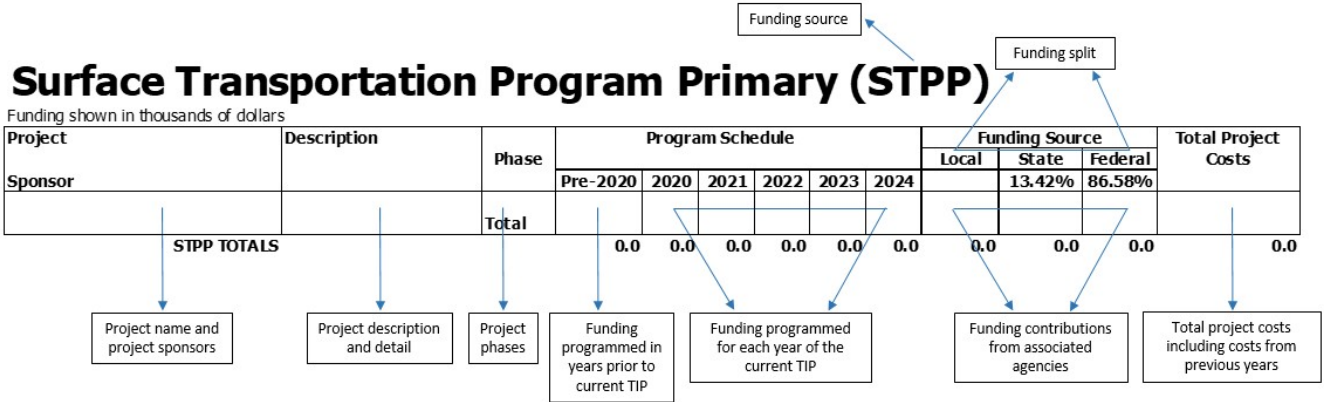 Funding source
Funding split
Surface Transportation Program Primary (STPP)
Funding shown in thousands of dollars
Project Description Program Schedule Funding Source Total Project
Phase Local State Federal Costs
Sponsor Pre-2020 2020 2021 2022 2023 2024 13.42% 86.58%
Total
STPP TOTALS 0.0 0.0 0.0 0.0 0.0 0.0 0.0 0.0 0.0 0.0
Project name and
project sponsors
Project description
and detail
Project
phases
Funding
programmed in
years prior to
current TIP
Funding programmed
for each year of the
current TIP
Funding contributions
from associated
agencies
Total project costs
including costs from
previous years